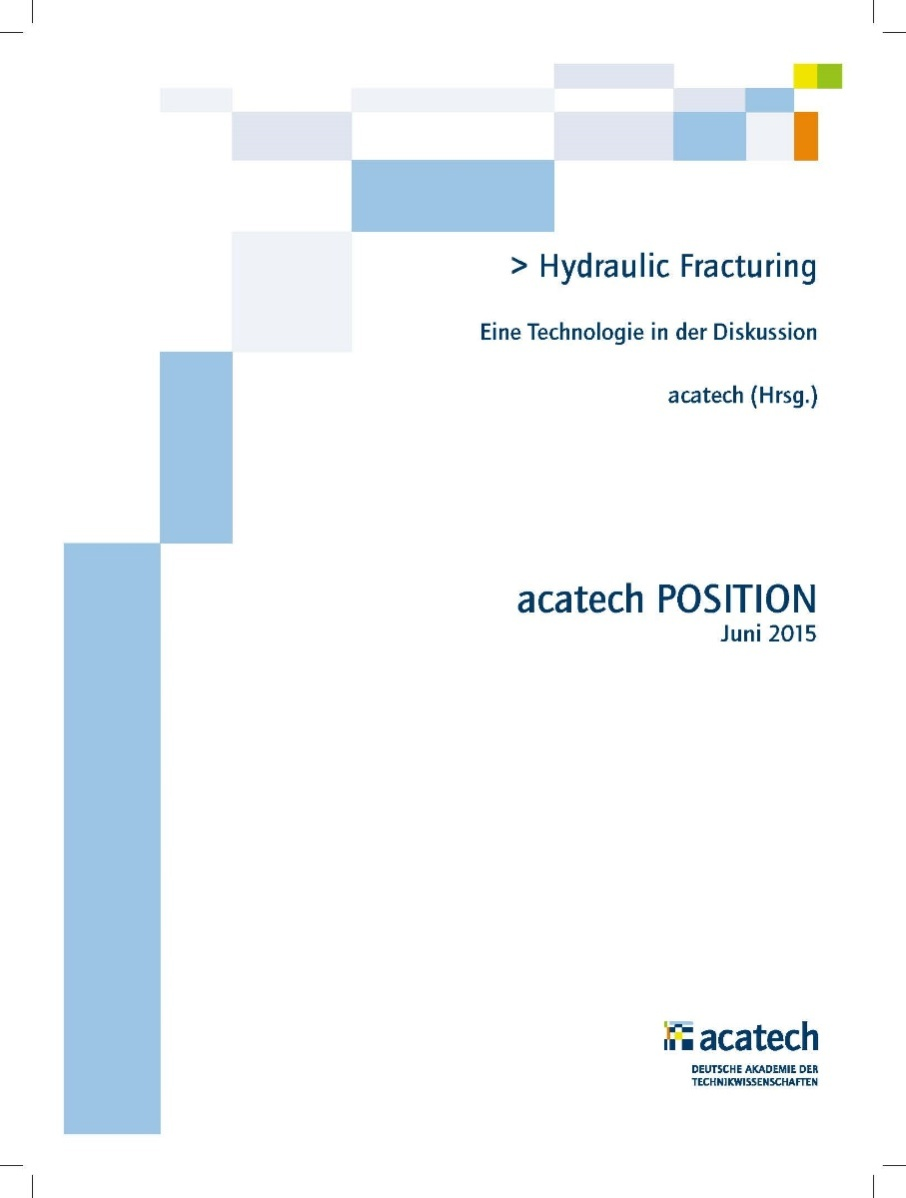 > Hydraulic Fracturing
Eine Technologie in der Diskussion
acatech (Hrsg.)
acatech POSITION
Juni 2015
acatech
DEUTSCHE AKADEMIE DER
TECHNIKWISSENSCHAFTEN